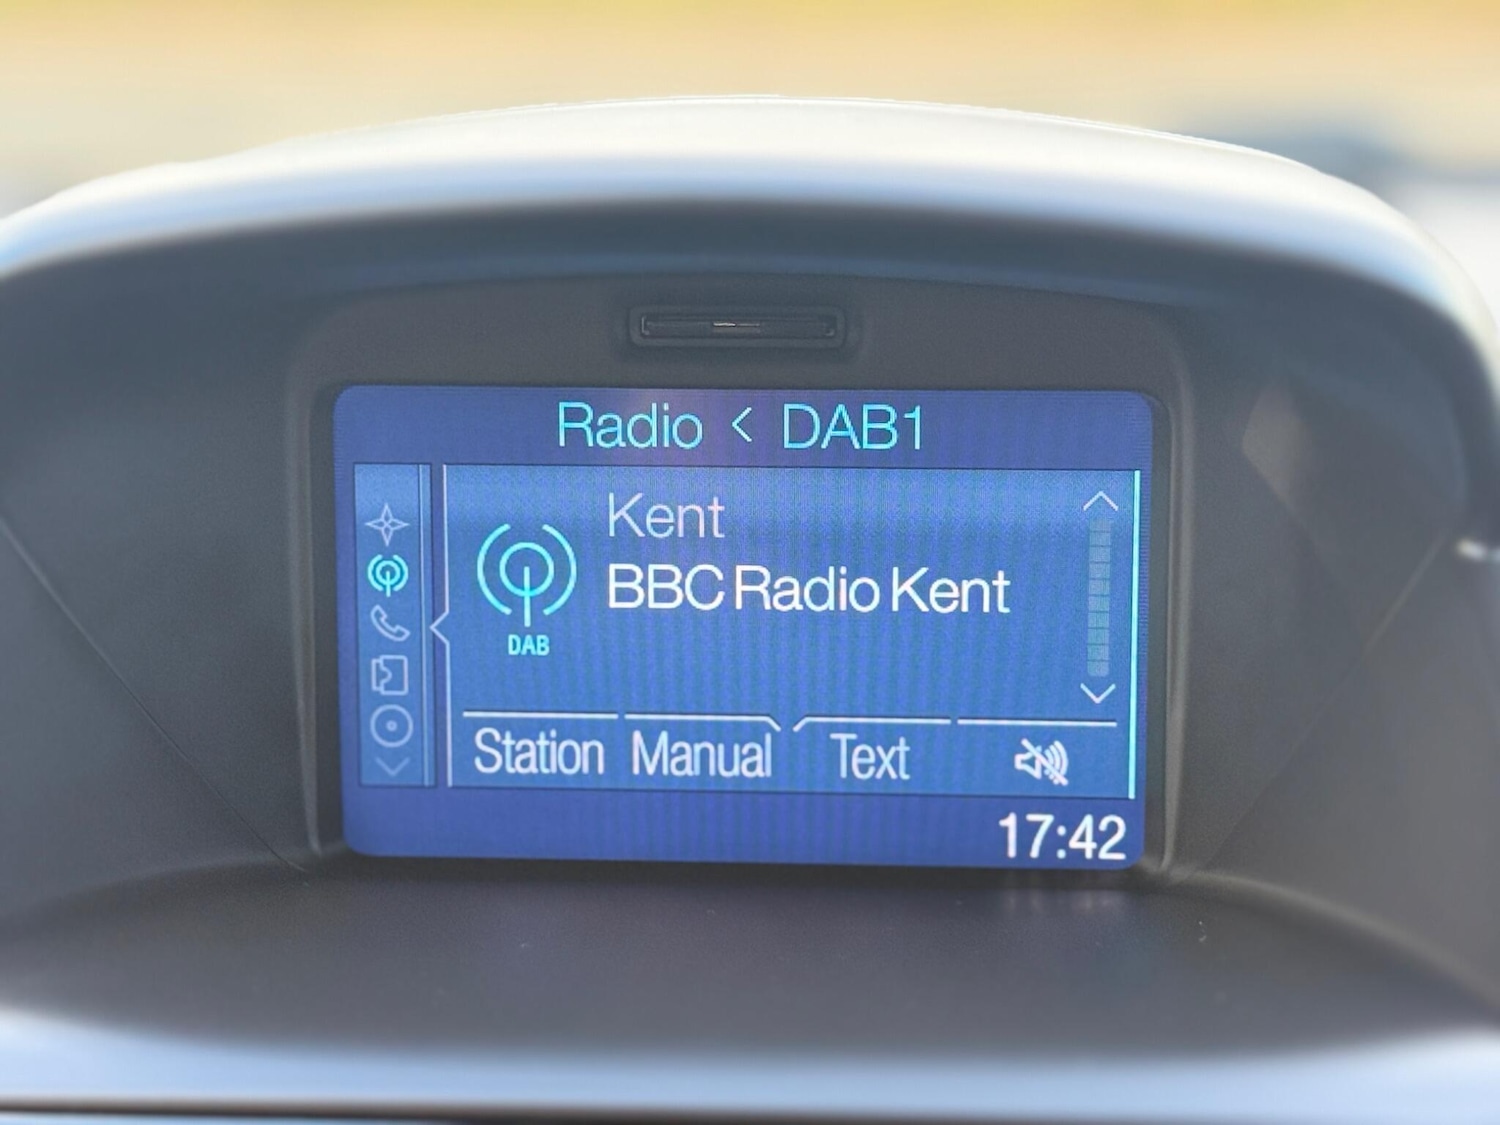 Radio < DAB1
Kent
BBC Radio Kent
DAB
Station Manual Text
17:42